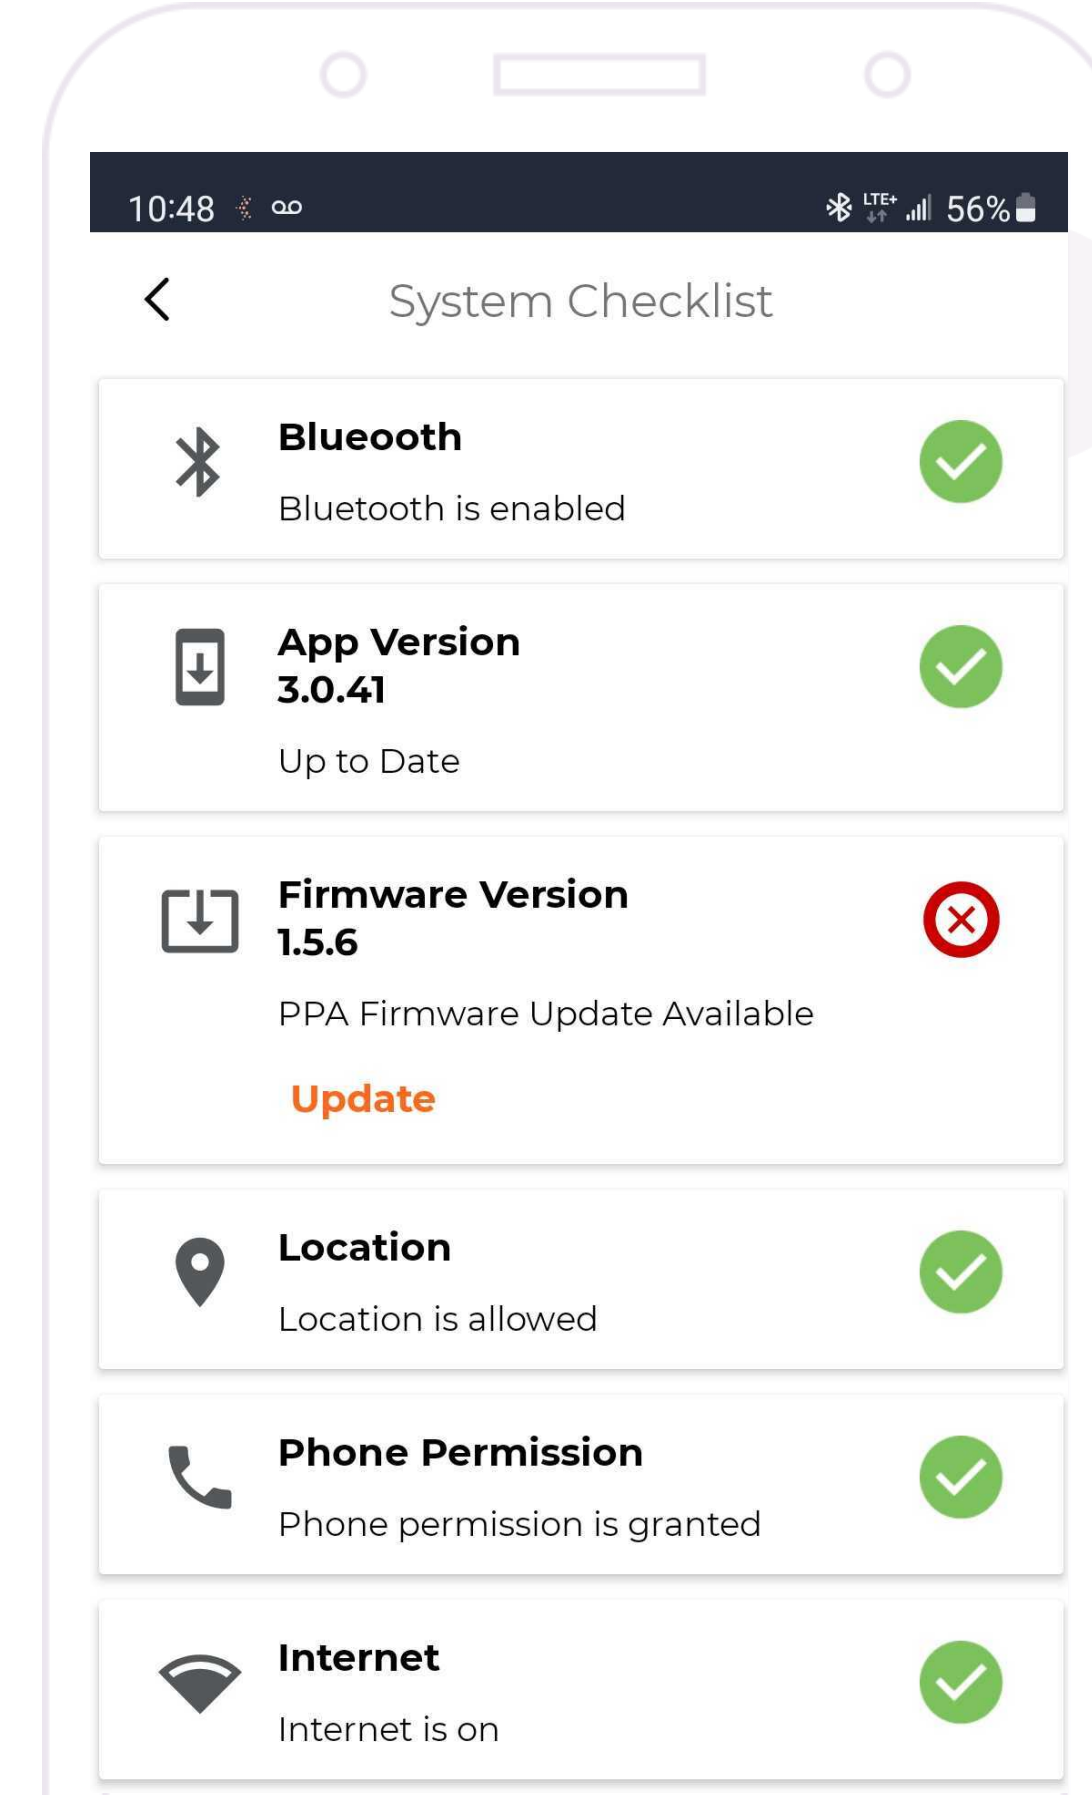 10:48 LTE+ 56%
System Checklist
Blueooth
Bluetooth is enabled
App Version
3.0.41
Up to Date
Firmware Version
1.5.6
PPA Firmware Update Available
Update
Location
Location is allowed
Phone Permission
Phone permission is granted
Internet
Internet is on